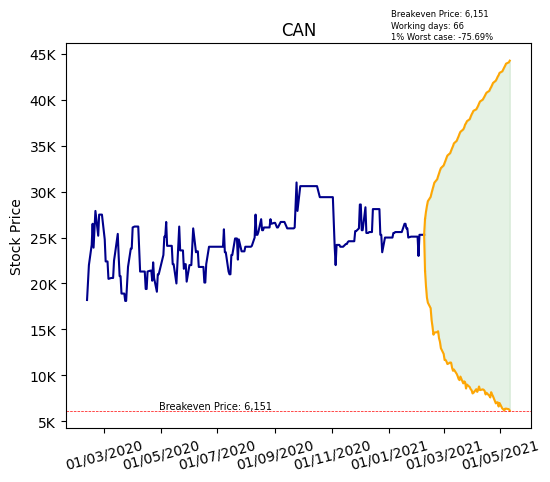 Breakeven Price: 6,151
Working days: 66
1% Worst case: -75.69%
CAN
Stock Price
45K
40K
35K
30K
25K
20K
15K
10K
5K
Breakeven Price: 6,151
01/03/2020
01/05/2020
01/07/2020
01/09/2020
01/11/2020
01/01/2021
01/03/2021
01/05/2021